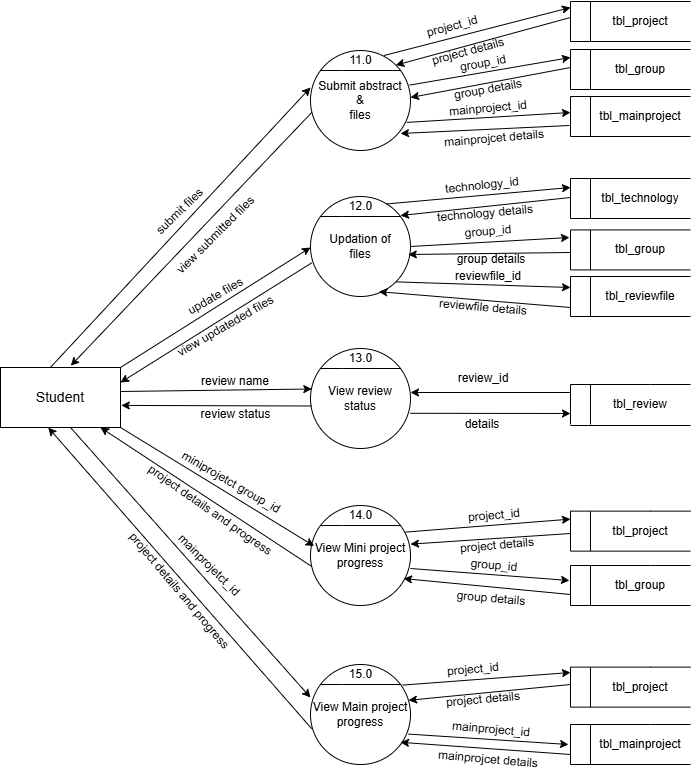 project_id
project details
tbl_project
11.0
Submit abstract
&
files
group_id
group details
tbl_group
mainproject_id
mainprojcet details
tbl_mainproject
submit files
view submitted files
technology_id
technology details
tbl_technology
12.0
Updation of
files
group_id
group details
tbl_group
reviewfile_id
reviewfile details
tbl_reviewfile
update files
view updateded files
13.0
View review
status
Student
review name
review status
review_id
details
tbl_review
miniprojetct group_id
project details and progress
14.0
View Mini project
progress
project_id
project details
tbl_project
group_id
group details
tbl_group
mainprojetct_id
project details and progress
15.0
View Main project
progress
project_id
project details
tbl_project
mainproject_id
mainprojcet details
tbl_mainproject